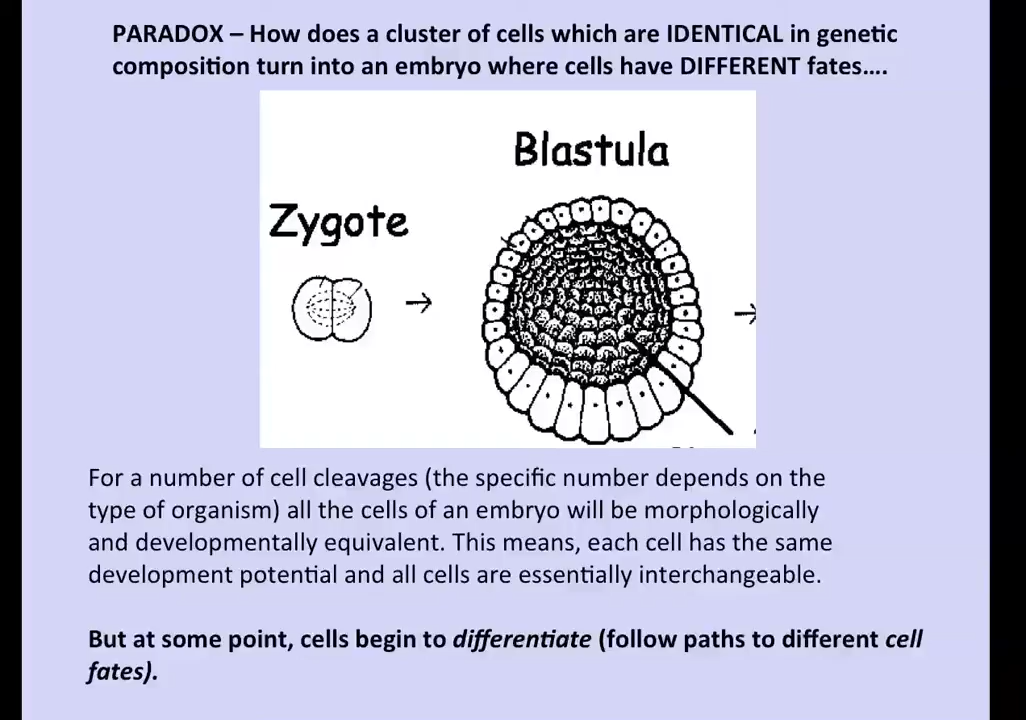 PARADOX – How does a cluster of cells which are IDENTICAL in genetic
composition turn into an embryo where cells have DIFFERENT fates….
Blastula
Zygote
For a number of cell cleavages (the specific number depends on the
type of organism) all the cells of an embryo will be morphologically
and developmentally equivalent. This means, each cell has the same
development potential and all cells are essentially interchangeable.
But at some point, cells begin to differentiate (follow paths to different cell
fates).